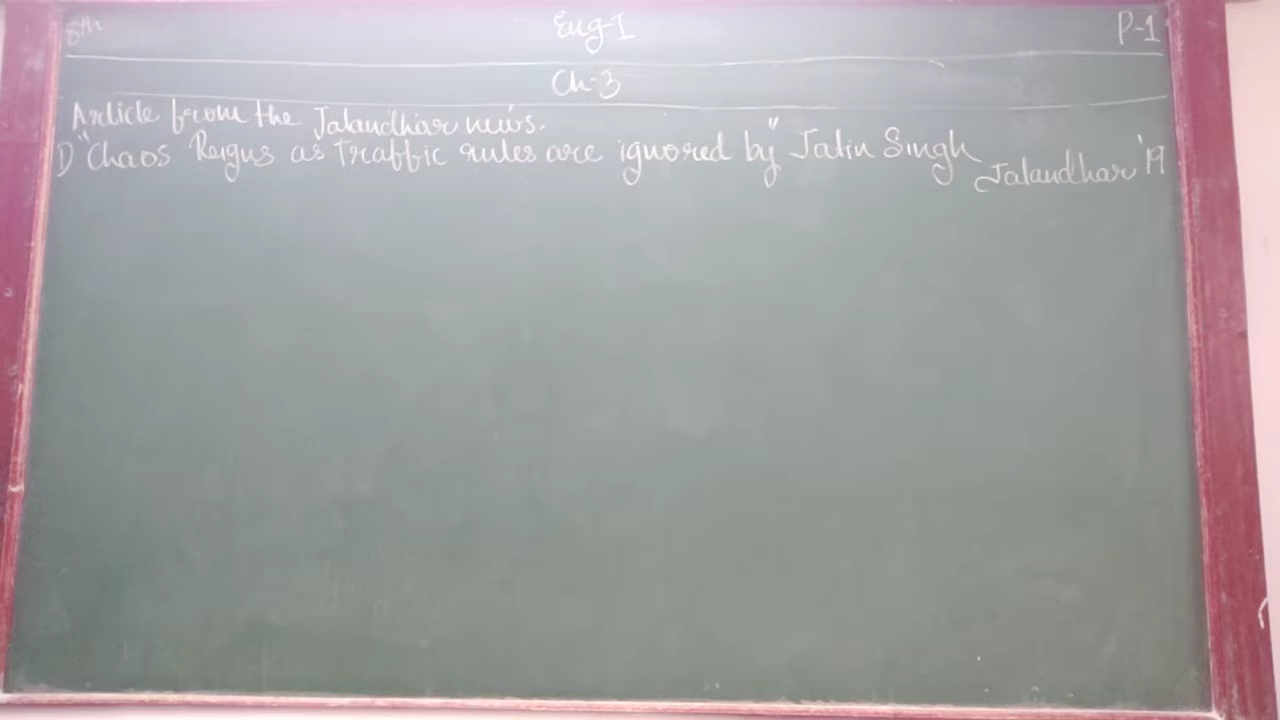 8th Eng-I P-1
Ch-3
Article from the Jalandhar news.
1) "Chaos Reigns as Traffic rules are ignored by" Jatin Singh
Jalandhar '19